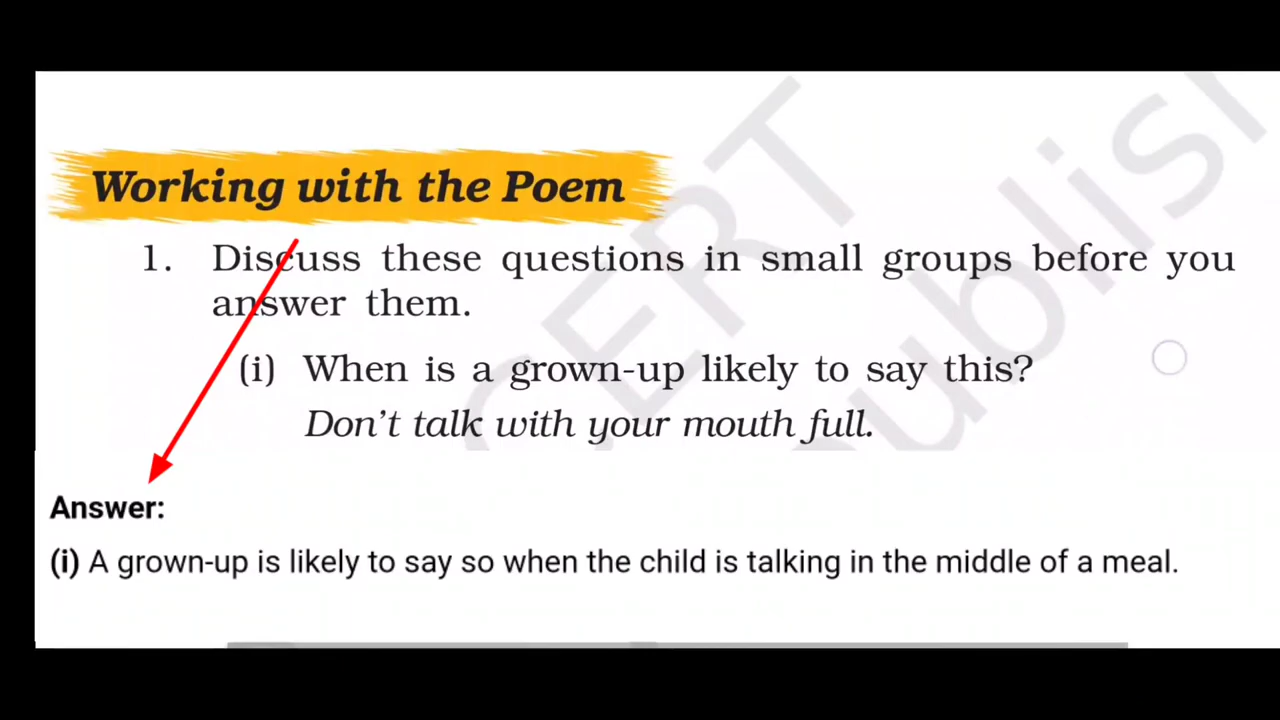 Working with the Poem
1. Discuss these questions in small groups before you
answer them.
(i) When is a grown-up likely to say this?
Don't talk with your mouth full.
Answer:
(i) A grown-up is likely to say so when the child is talking in the middle of a meal.